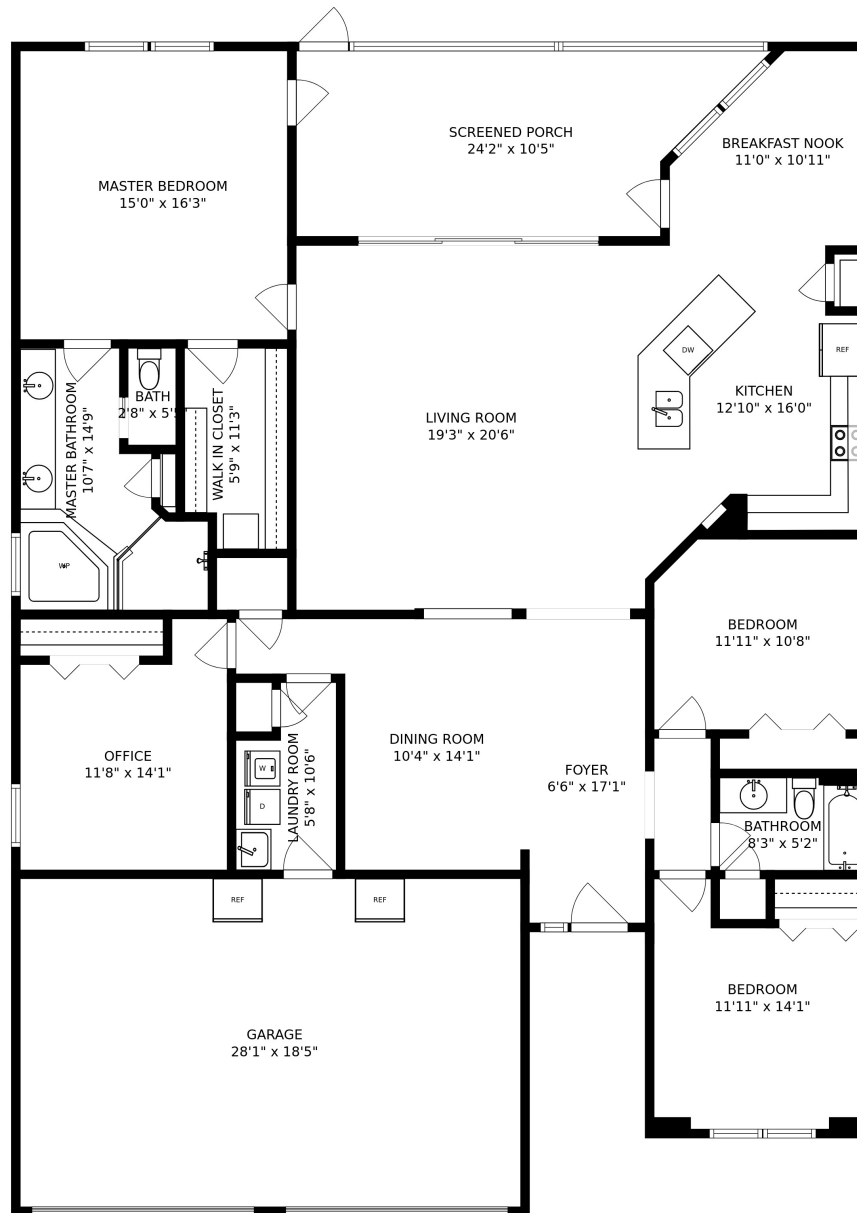 SCREENED PORCH
24'2" x 10'5"
BREAKFAST NOOK
11'0" x 10'11"
MASTER BEDROOM
15'0" x 16'3"
DW
REF
BATH
2'8" x 5'
MASTER BATHROOM
10'7" x 14'9"
WALK IN CLOSET
5'9" x 11'3"
LIVING ROOM
19'3" x 20'6"
KITCHEN
12'10" x 16'0"
WP
BEDROOM
11'11" x 10'8"
OFFICE
11'8" x 14'1"
W
D
LAUNDRY ROOM
5'8" x 10'6"
DINING ROOM
10'4" x 14'1"
FOYER
6'6" x 17'1"
BATHROOM
8'3" x 5'2"
REF
REF
BEDROOM
11'11" x 14'1"
GARAGE
28'1" x 18'5"